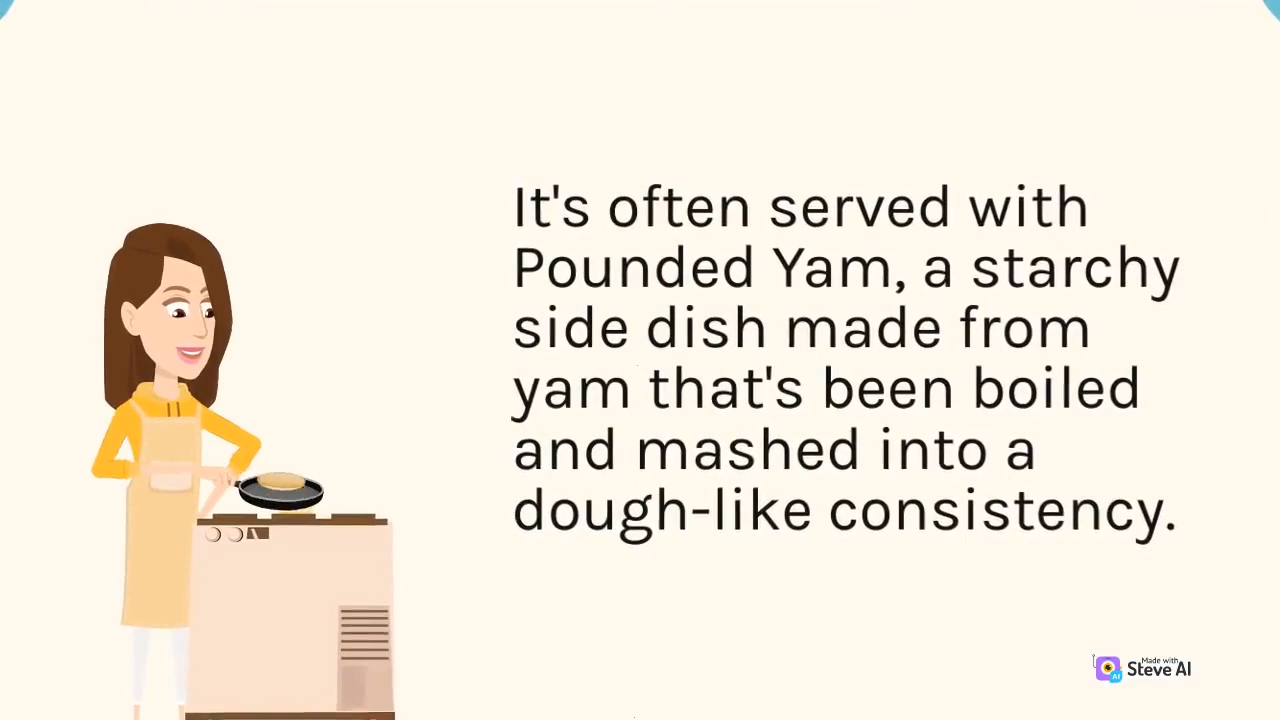 It's often served with
Pounded Yam, a starchy
side dish made from
yam that's been boiled
and mashed into a
dough-like consistency.
Made with
Steve AI
AI